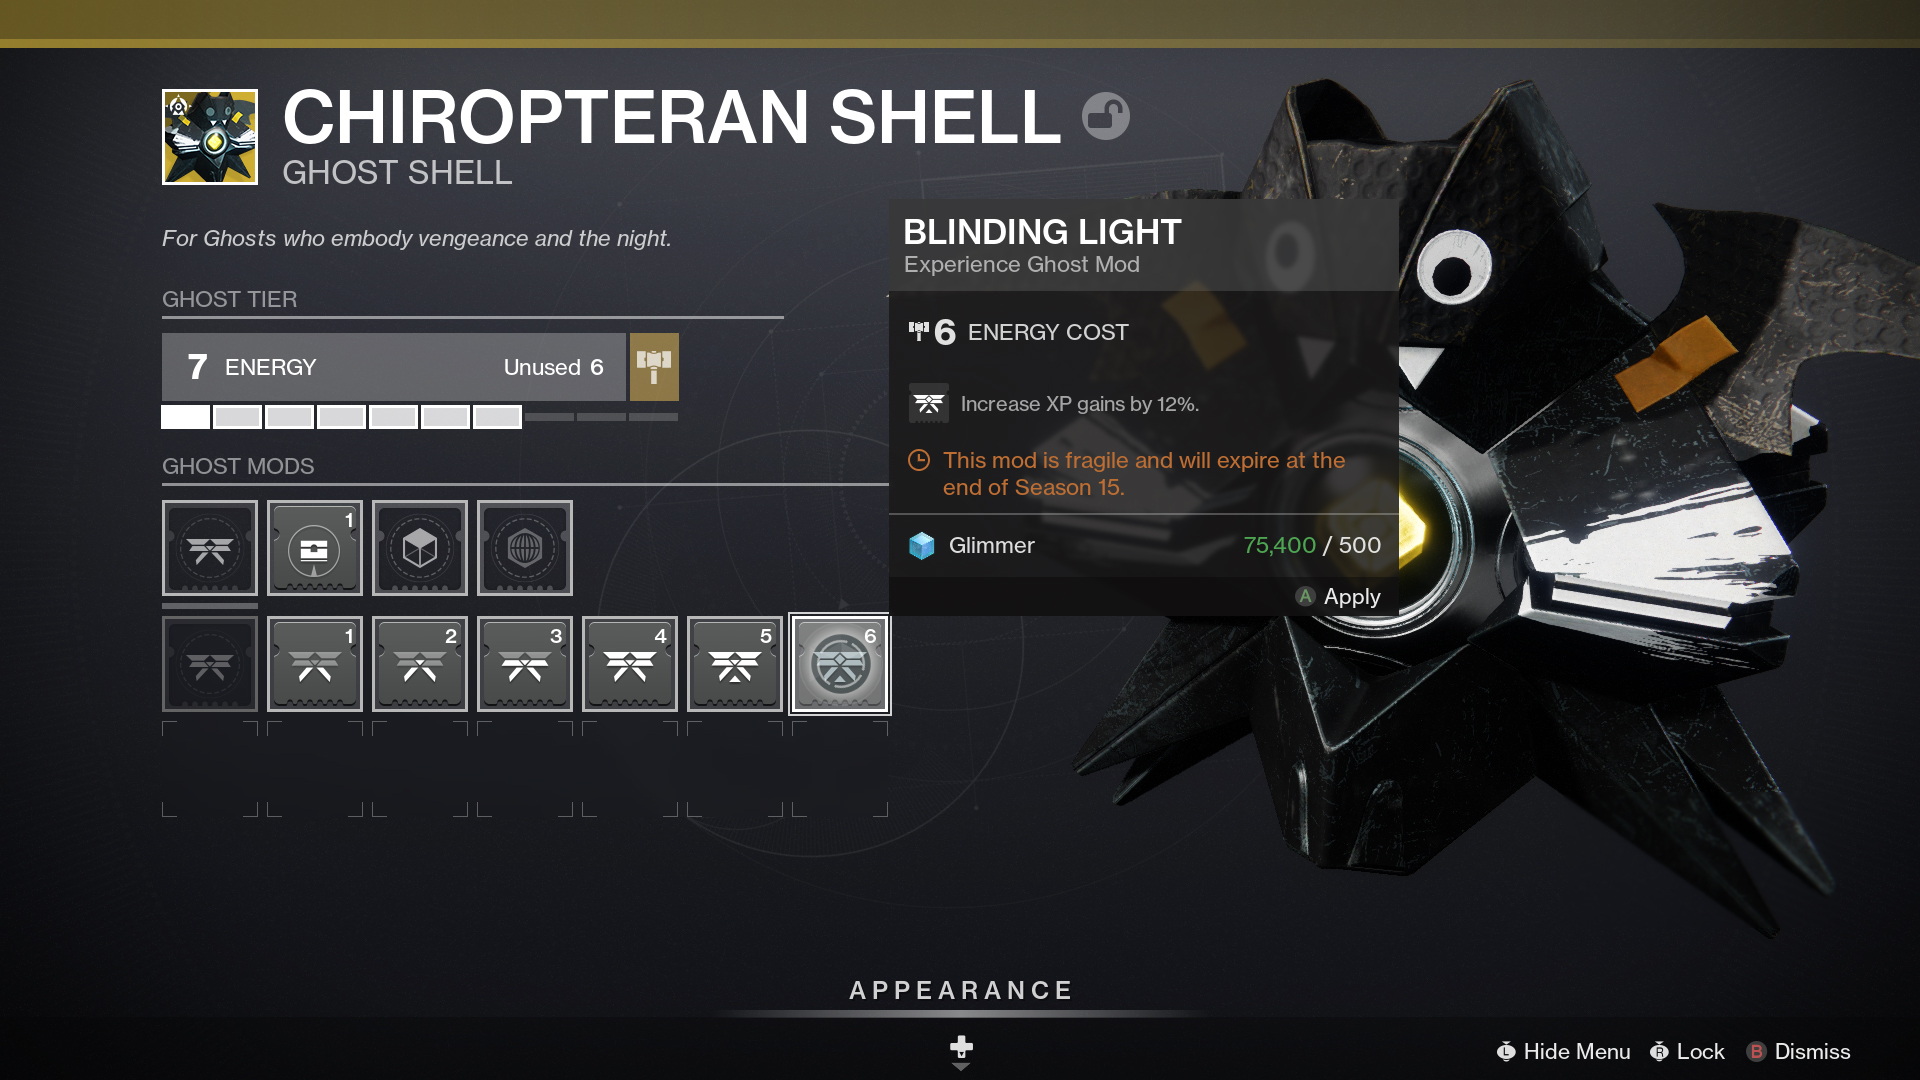 CHIROPTERAN SHELL
GHOST SHELL
For Ghosts who embody vengeance and the night.
GHOST TIER
7 ENERGY Unused 6
GHOST MODS
1
1 2 3 4 5 6
BLINDING LIGHT
Experience Ghost Mod
6 ENERGY COST
Increase XP gains by 12%.
This mod is fragile and will expire at the
end of Season 15.
Glimmer 75,400 / 500
A Apply
APPEARANCE
L Hide Menu R Lock B Dismiss